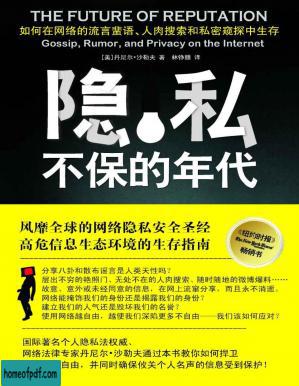 THE FUTURE OF REPUTATION
如何在网络的流言蜚语、人肉搜索和私密窥探中生存
Gossip, Rumor, and Privacy on the Internet
[美]丹尼尔·沙勒夫 著 林铮顗 译
隐私
不保的年代
风靡全球的网络隐私安全圣经
高危信息生态环境的生存指南
《纽约时报》
The New York Times
畅销书
分享八卦和散布谣言是人类天性吗?
层出不穷的艳照门、无处不在的人肉搜索、随时随地的微博爆料……
故意、意外或未经同意的信息,在网上流窜分享,而且永不消逝。
网络能掩饰我们的身份还是揭露我们的身份?
建立我们的人气还是毁坏我们的名誉?
使用网络越自由,越使我们深陷更多不自由——我们该如何应对?
国际著名个人隐私法权威、
网络法律专家丹尼尔·沙勒夫通过本书教你如何捍卫
自由,并同时确保攸关个人名声的信息受到保护!
homeofpdf.com